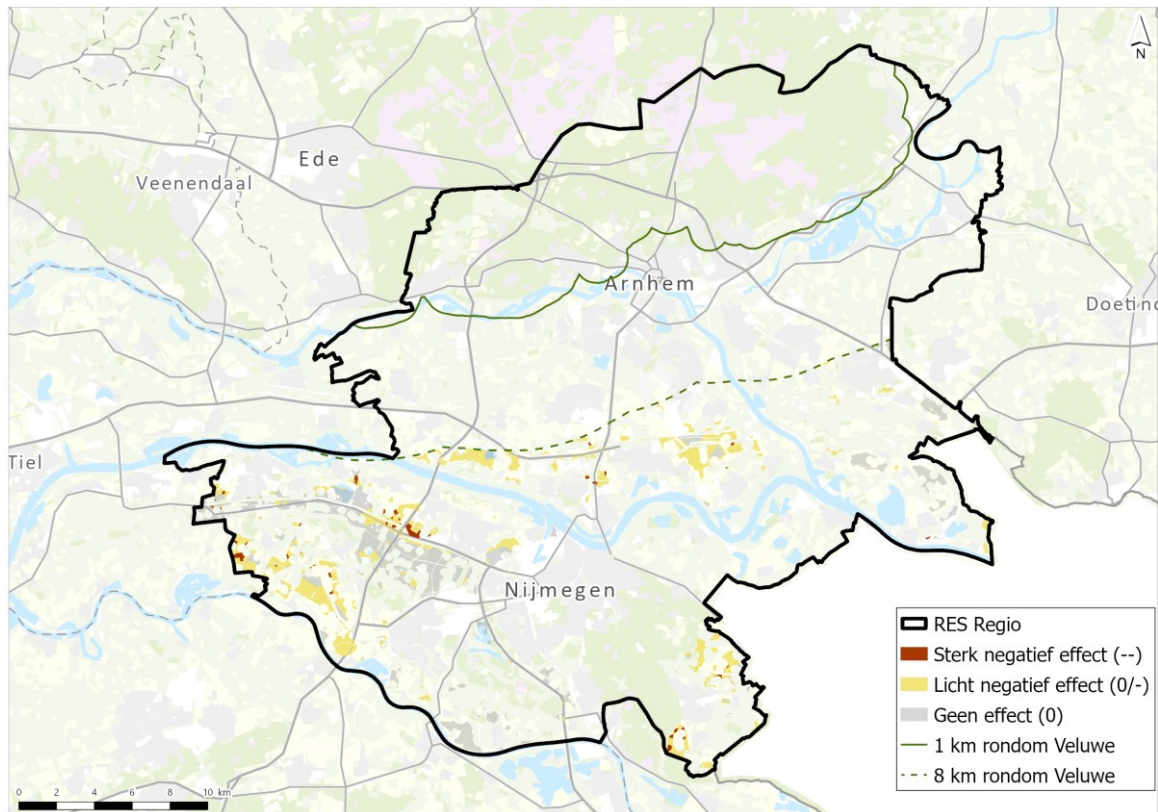 N
Ede
Veenendaal
Arnhem
Doetinc
Tiel
Nijmegen
RES Regio
Sterk negatief effect (--)
Licht negatief effect (0/-)
Geen effect (0)
1 km rondom Veluwe
8 km rondom Veluwe
0 2 4 6 8 10 km